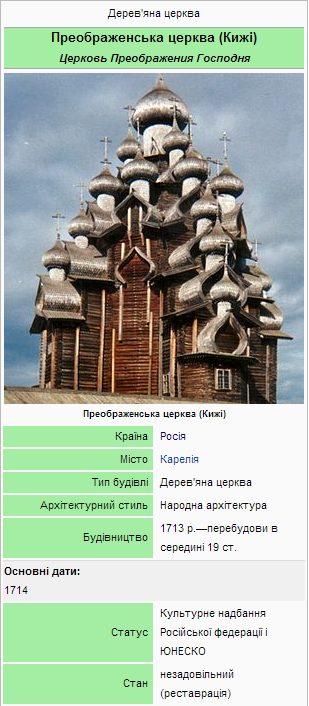 Дерев'яна церква
Преображенська церква (Кижі)
Церковь Преображения Господня
Преображенська церква (Кижі)
Країна Росія
Місто Карелія
Тип будівлі Дерев'яна церква
Архітектурний стиль Народна архітектура
Будівництво 1713 р.—перебудови в
середині 19 ст.
Основні дати:
1714
Статус Культурне надбання
Російської федерації і
ЮНЕСКО
Стан незадовільний
(реставрація)